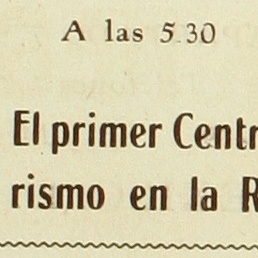 A las 5.30
El primer Centr
rismo en la R